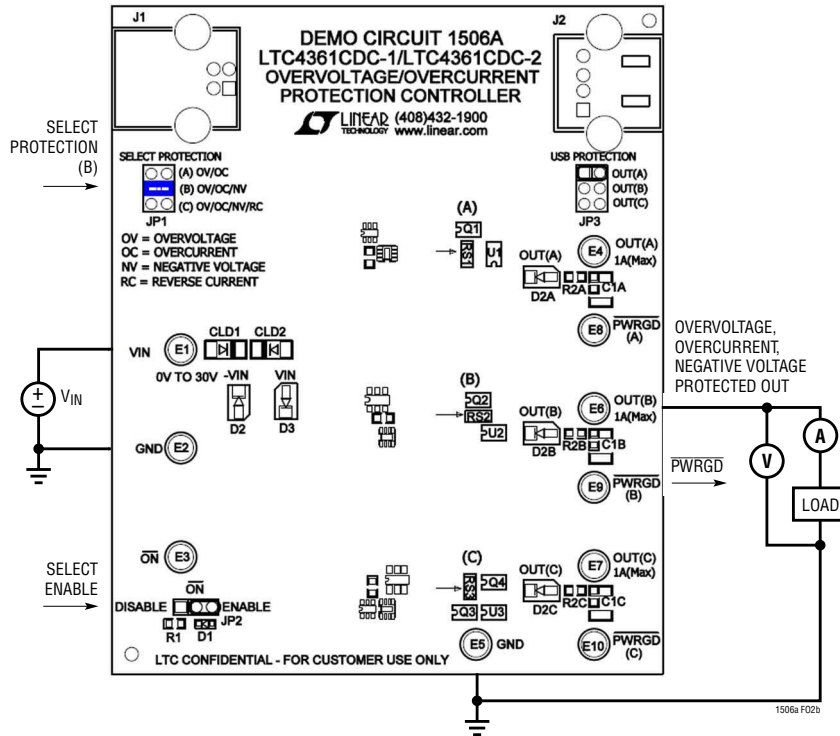 J1
J2
DEMO CIRCUIT 1506A
LTC4361CDC-1/LTC4361CDC-2
OVERVOLTAGE/OVERCURRENT
PROTECTION CONTROLLER
LINEAR TECHNOLOGY (408)432-1900
www.linear.com
SELECT
PROTECTION
(B)
SELECT PROTECTION
(A) OV/OC
(B) OV/OC/NV
(C) OV/OC/NV/RC
JP1
OV = OVERVOLTAGE
OC = OVERCURRENT
NV = NEGATIVE VOLTAGE
RC = REVERSE CURRENT
USB PROTECTION
OUT(A)
OUT(B)
OUT(C)
JP3
(A)
Q1
RS1
U1
OUT(A)
D2A
R2A
C1A
E4
OUT(A)
1A(Max)
E8
PWRGD
(A)
VIN
E1
CLD1
CLD2
0V TO 30V
-VIN
VIN
D2
D3
VIN
+
–
GND
E2
(B)
Q2
RS2
U2
OUT(B)
D2B
R2B
C1B
E6
OUT(B)
1A(Max)
E9
PWRGD
(B)
OVERVOLTAGE,
OVERCURRENT,
NEGATIVE VOLTAGE
PROTECTED OUT
PWRGD
V
A
LOAD
ON
E3
SELECT
ENABLE
ON
DISABLE
ENABLE
JP2
R1
D1
(C)
RS3
Q4
Q3
U3
OUT(C)
D2C
R2C
C1C
E7
OUT(C)
1A(Max)
E10
PWRGD
(C)
E5
GND
LTC CONFIDENTIAL - FOR CUSTOMER USE ONLY
1506a F02b